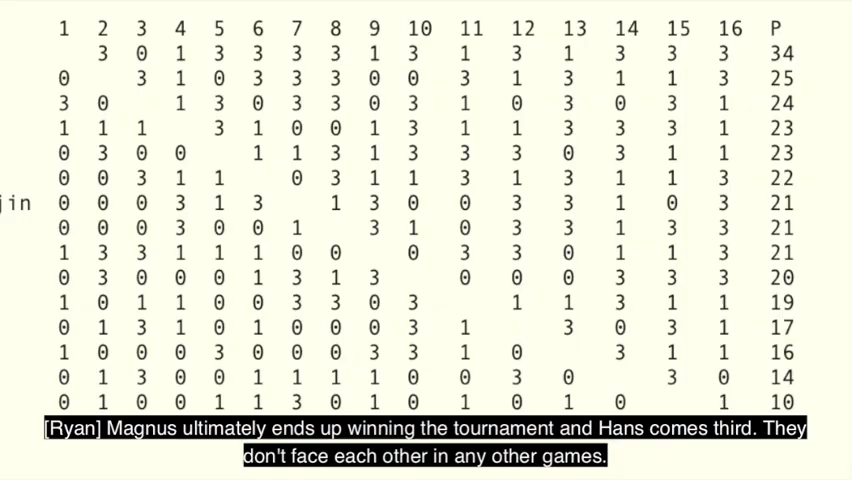 1 2 3 4 5 6 7 8 9 10 11 12 13 14 15 16 P
3 0 1 3 3 3 3 1 3 1 3 1 3 3 3 34
0 3 1 0 3 3 3 0 0 3 1 3 1 1 3 25
3 0 1 3 0 3 3 0 3 1 0 3 0 3 1 24
1 1 1 3 1 0 0 1 3 1 1 3 3 3 1 23
0 3 0 0 1 1 3 1 3 3 3 0 3 1 1 23
0 0 3 1 1 0 3 1 1 3 1 3 1 1 3 22
jin 0 0 0 3 1 3 1 3 0 0 3 3 1 0 3 21
0 0 0 3 0 0 1 3 1 0 3 3 1 3 3 21
1 3 3 1 1 1 0 0 0 3 3 0 1 1 3 21
0 3 0 0 0 1 3 1 3 0 0 0 3 3 3 20
1 0 1 1 0 0 3 3 0 3 1 1 3 1 1 19
0 1 3 1 0 1 0 0 0 3 1 3 0 3 1 17
1 0 0 0 3 0 0 0 3 3 1 0 3 1 1 16
0 1 3 0 0 1 1 1 1 0 0 3 0 3 0 14
0 1 0 0 1 1 3 0 1 0 1 0 1 0 1 10
[Ryan] Magnus ultimately ends up winning the tournament and Hans comes third. They
don't face each other in any other games.